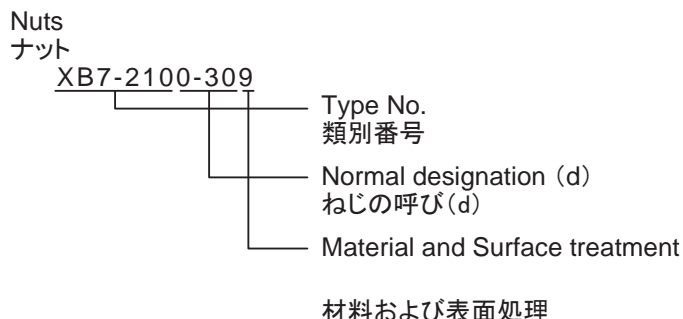 Nuts
ナット
XB7-2100-309
Type No.
類別番号
Normal designation（d）
ねじの呼び（d）
Material and Surface treatment
材料および表面処理